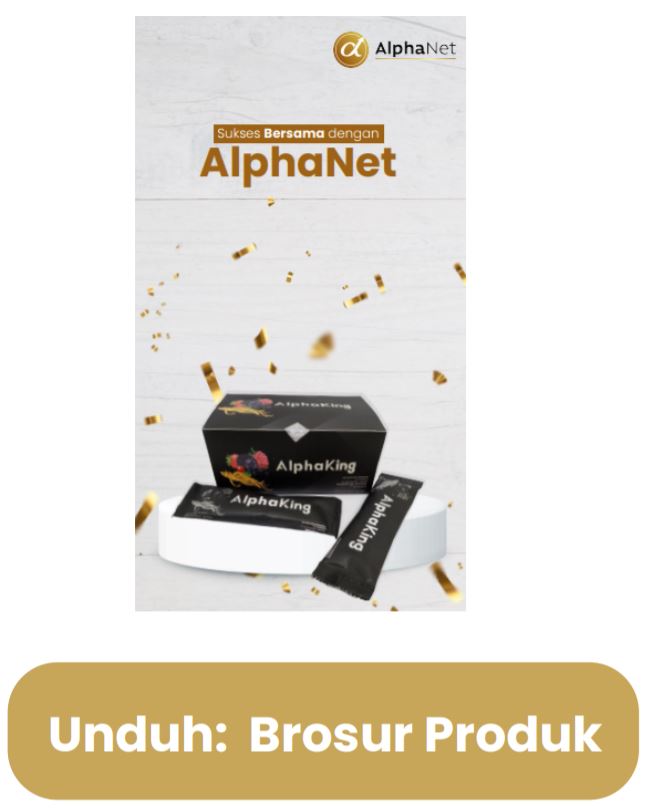 AlphaNet
Sukses Bersama dengan
AlphaNet
AlphaKing
AlphaKing
AlphaKing
AlphaKing
Unduh: Brosur Produk